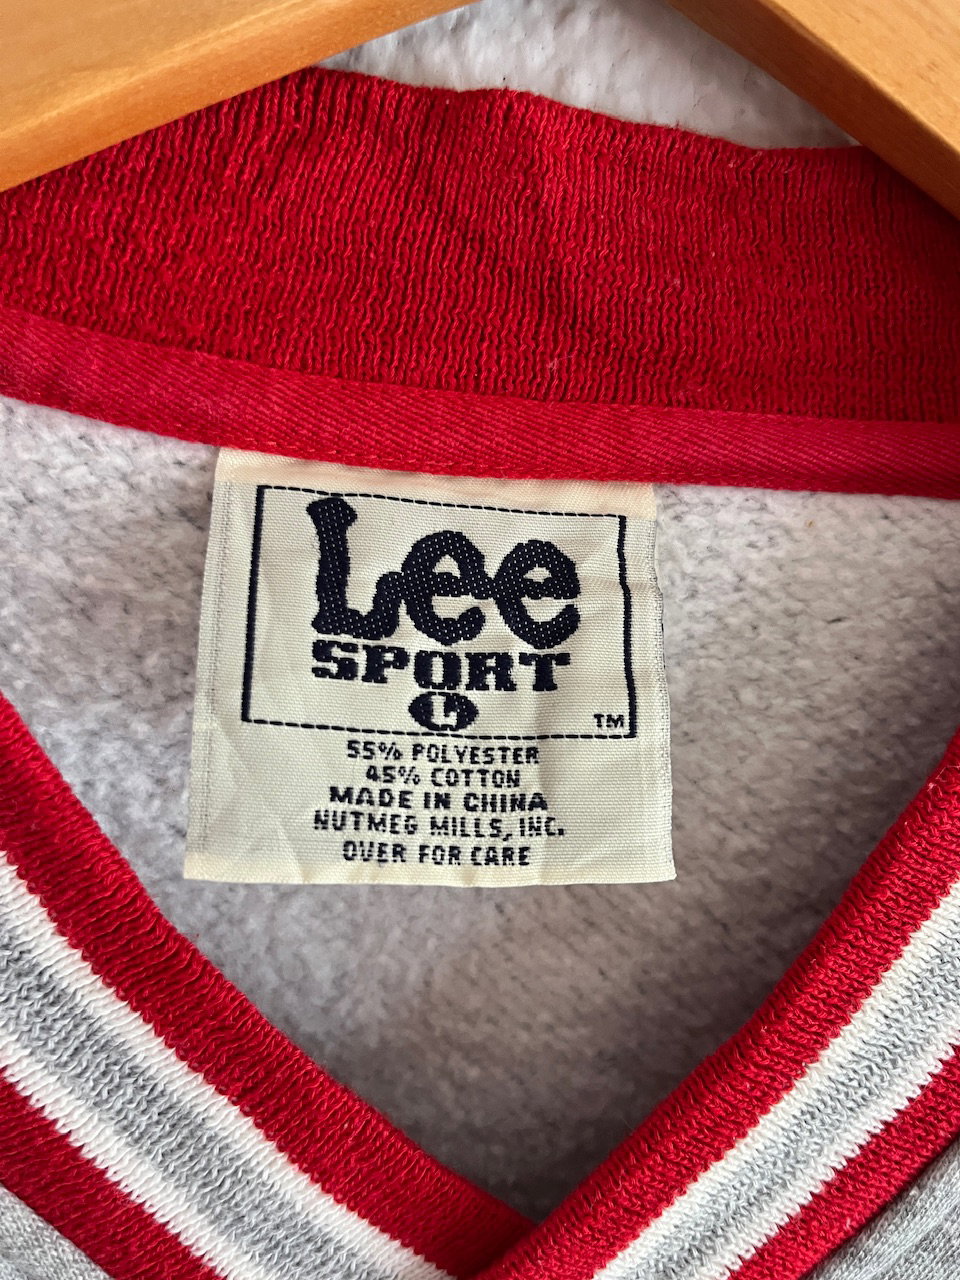 Lee
SPORT
L
TM
55% POLYESTER
45% COTTON
MADE IN CHINA
NUTMEG MILLS, INC.
OVER FOR CARE